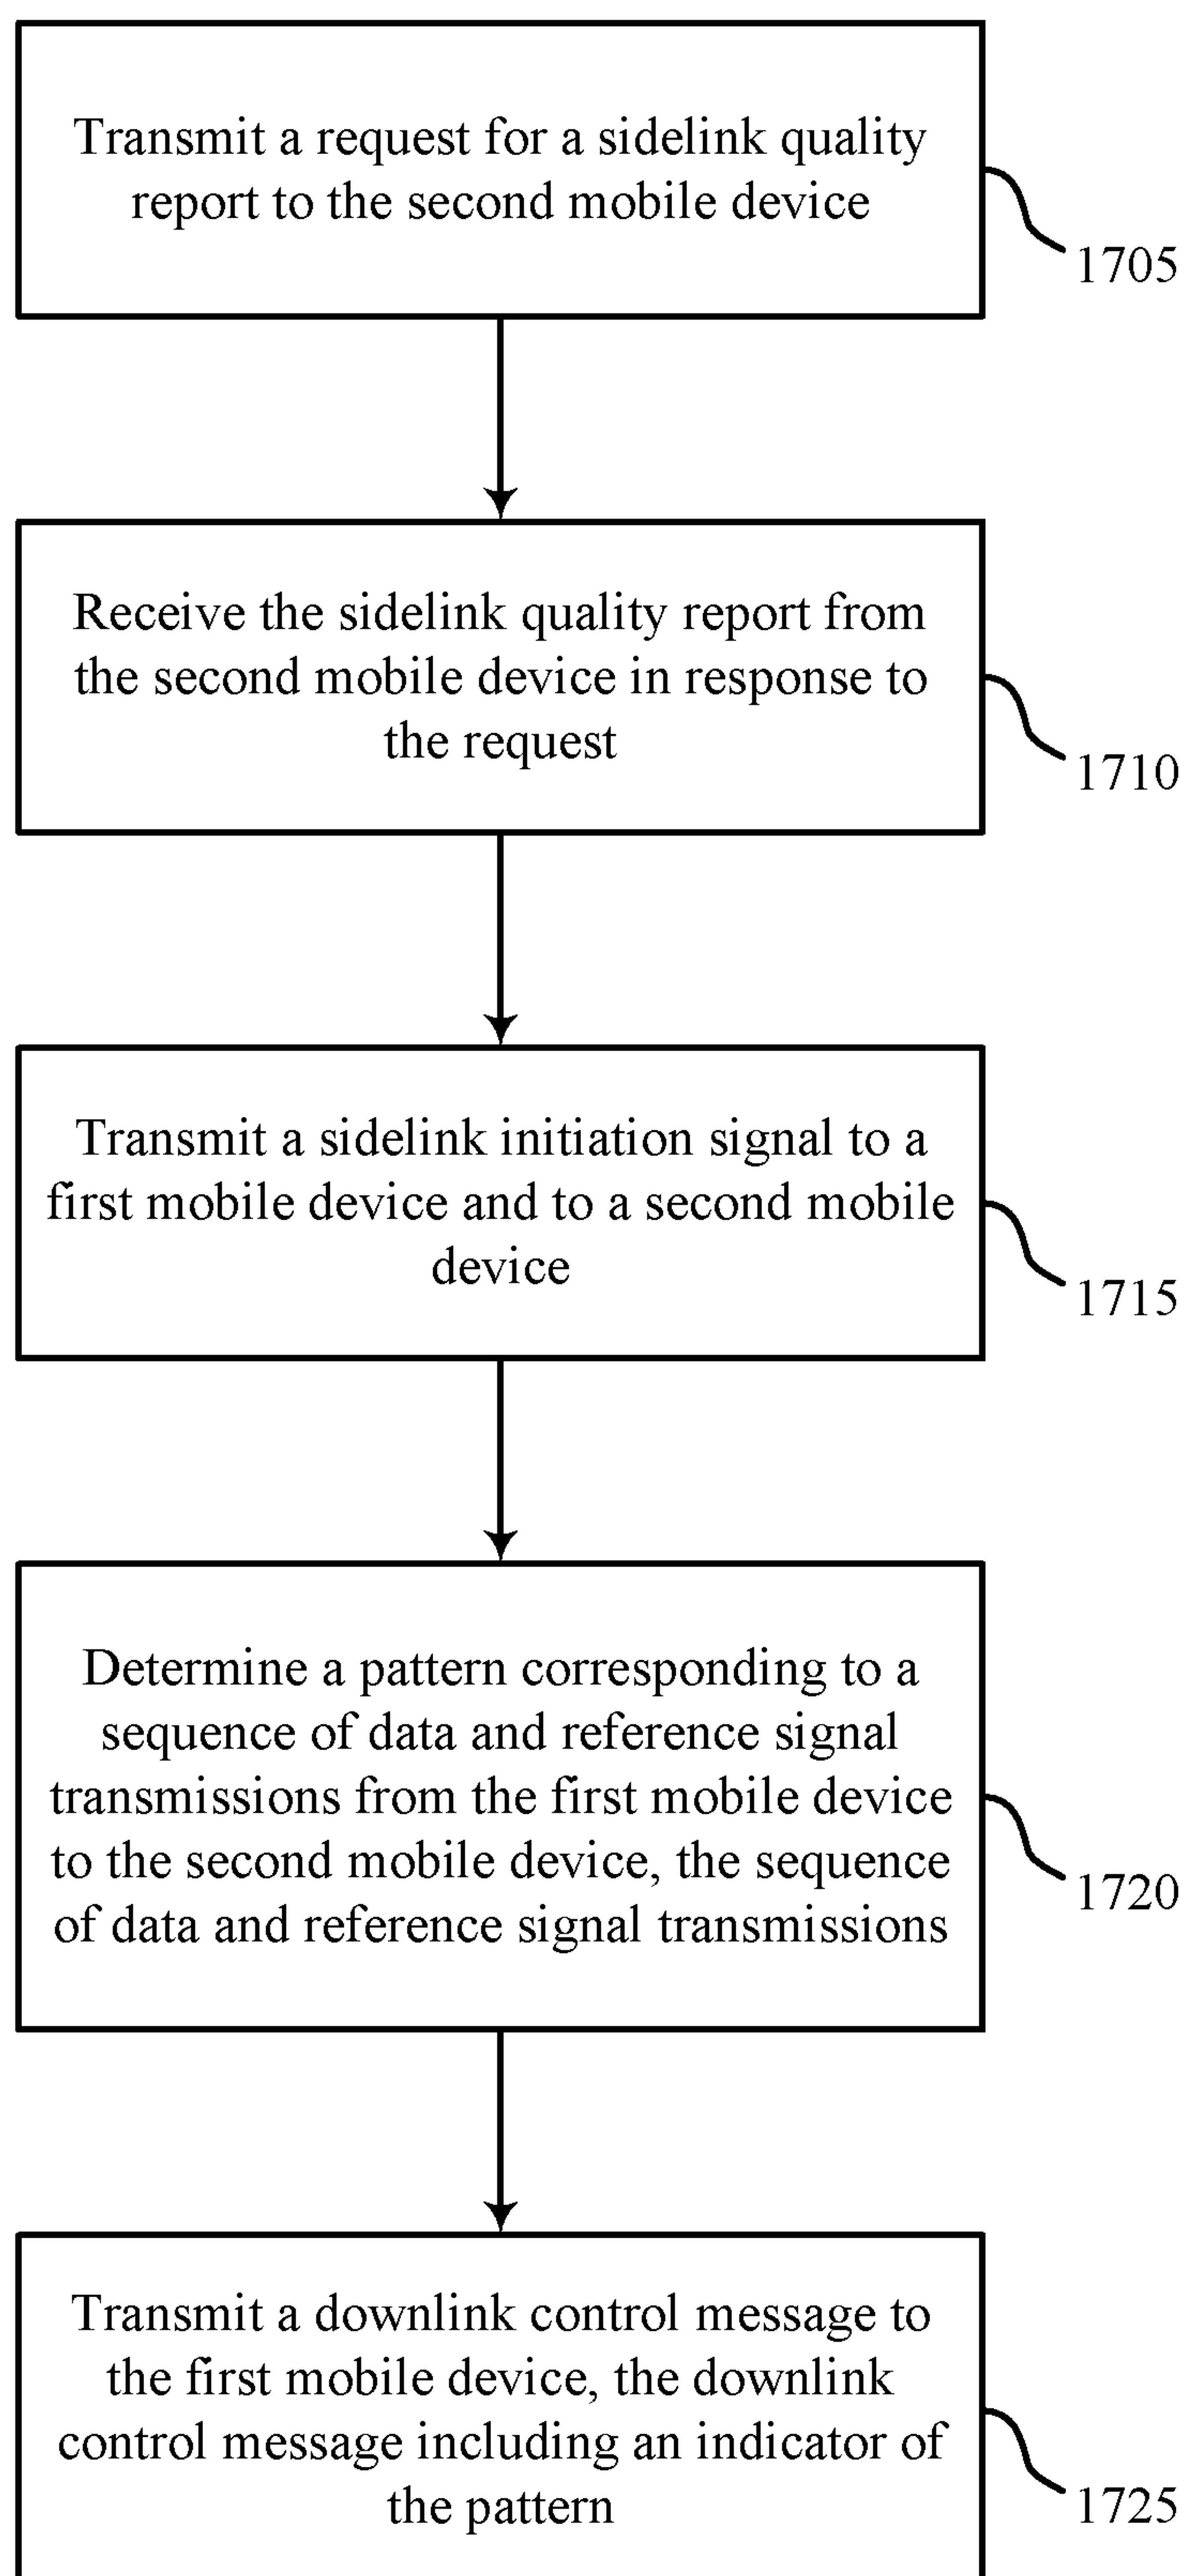 Transmit a request for a sidelink quality
report to the second mobile device
1705
Receive the sidelink quality report from
the second mobile device in response to
the request
1710
Transmit a sidelink initiation signal to a
first mobile device and to a second mobile
device
1715
Determine a pattern corresponding to a
sequence of data and reference signal
transmissions from the first mobile device
to the second mobile device, the sequence
of data and reference signal transmissions
1720
Transmit a downlink control message to
the first mobile device, the downlink
control message including an indicator of
the pattern
1725